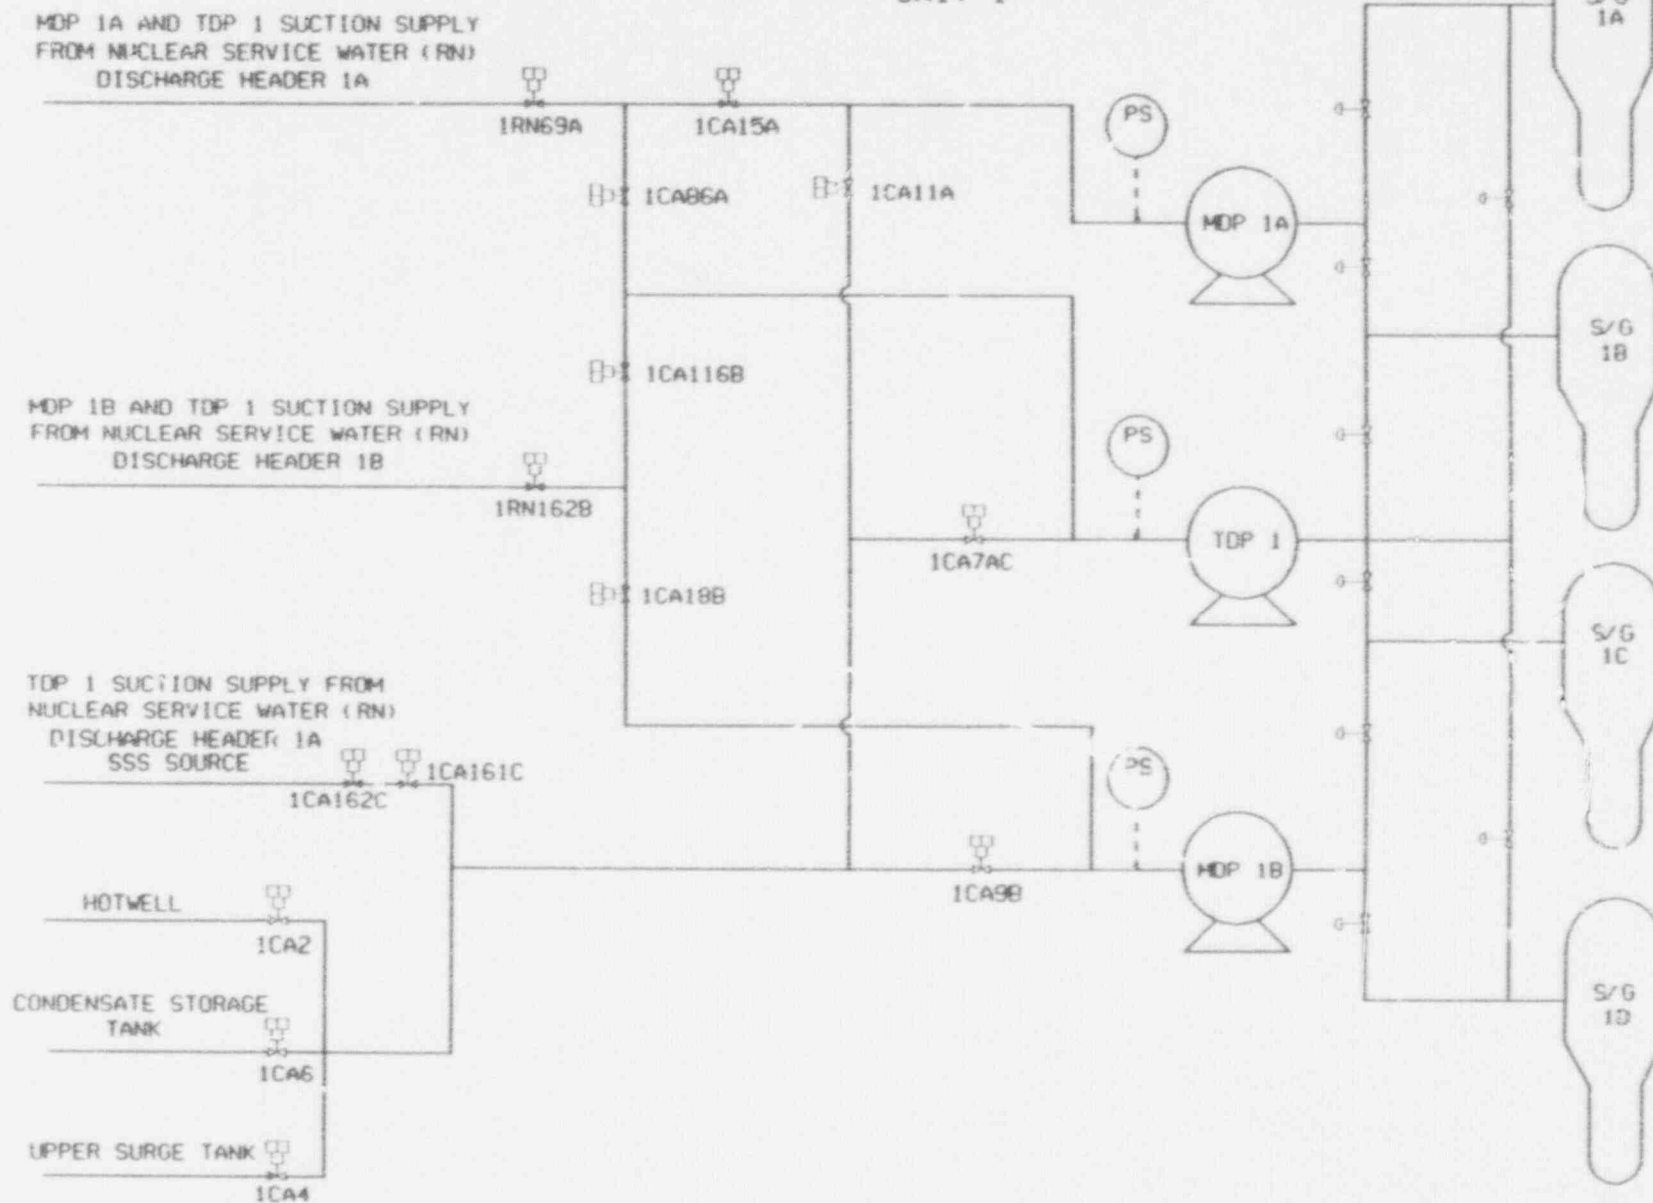 MDP 1A AND TDP 1 SUCTION SUPPLY
FROM NUCLEAR SERVICE WATER (RN)
DISCHARGE HEADER 1A
1RN69A
1CA15A
1CA86A
1CA11A
PS
MDP 1A
1A
1CA116B
S/G
1B
MDP 1B AND TDP 1 SUCTION SUPPLY
FROM NUCLEAR SERVICE WATER (RN)
DISCHARGE HEADER 1B
1RN162B
PS
TDP 1
1CA7AC
1CA18B
S/G
1C
TDP 1 SUCTION SUPPLY FROM
NUCLEAR SERVICE WATER (RN)
DISCHARGE HEADER 1A
SSS SOURCE
1CA162C
1CA161C
PS
MDP 1B
1CA9B
HOTWELL
1CA2
CONDENSATE STORAGE
TANK
1CA6
S/G
1D
UPPER SURGE TANK
1CA4